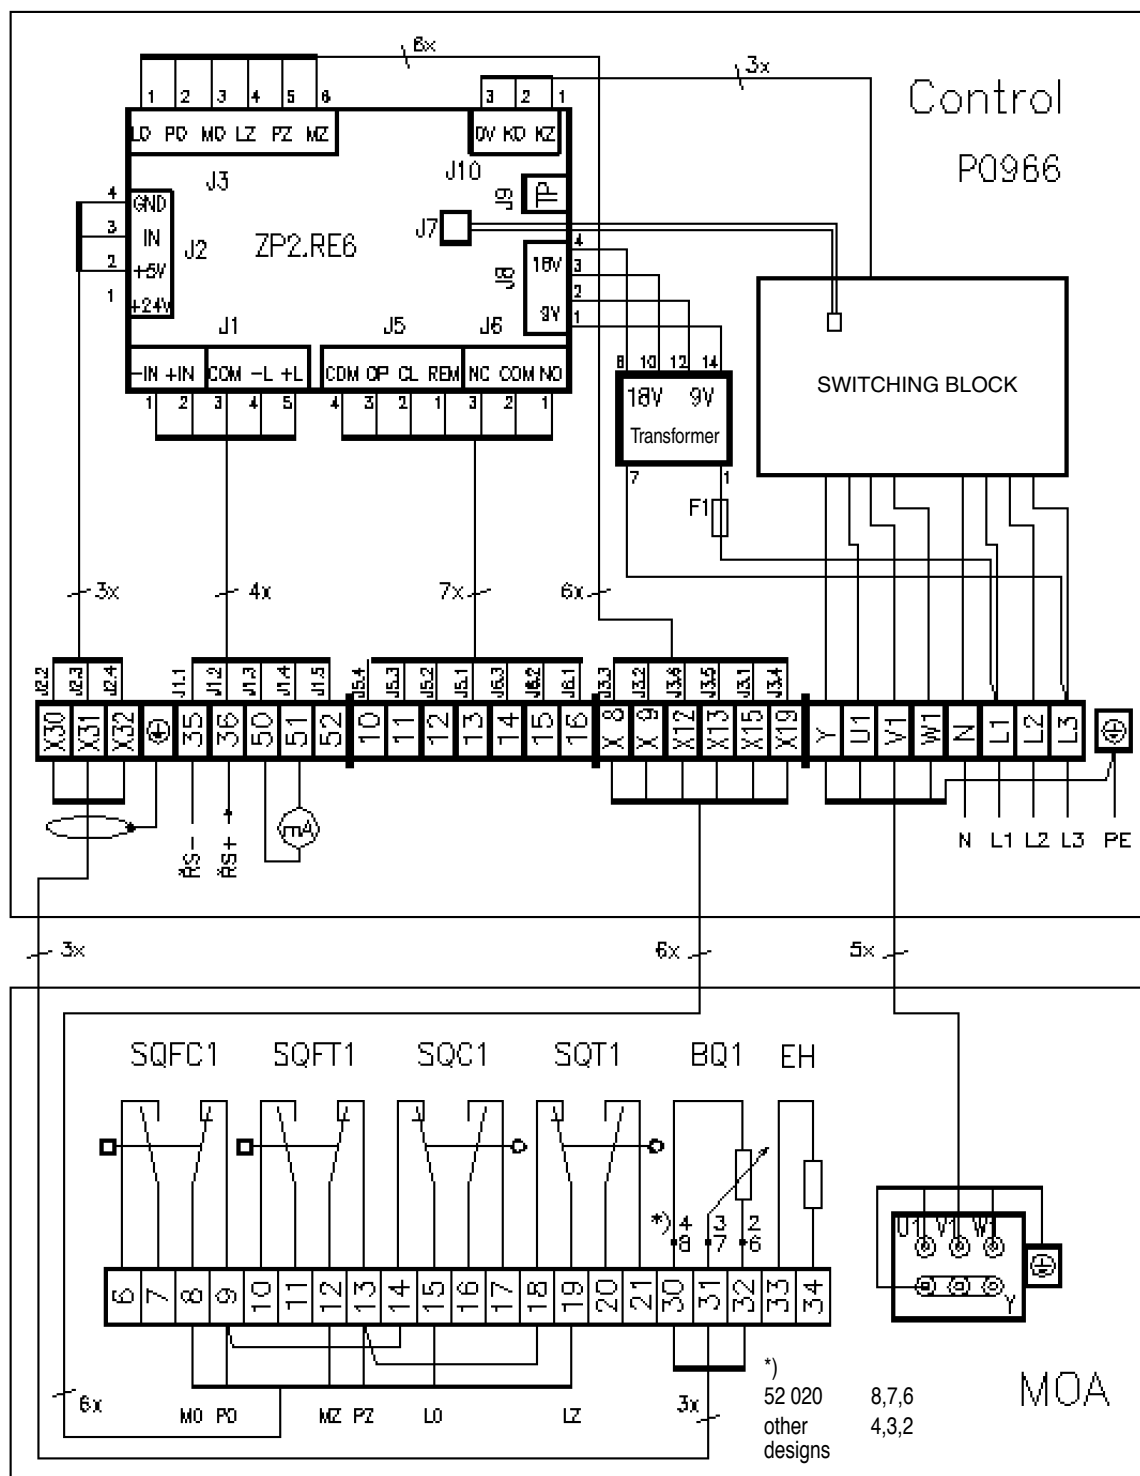 6x
3x
Control
P0966
1 2 3 4 5 6
3 2 1
LO PO MO LZ PZ MZ
0V KO KZ
J3
J10
J9
TP
4
GND
3
IN
2
+5V
1
+24V
J2
ZP2.RE6
J7
J8
18V
9V
4
3
2
1
J1
J5
J6
-IN +IN COM -L +L
COM OP CL REM NC COM NO
1 2 3 4 5
4 3 2 1 3 2 1
8 10 12 14
18V 9V
Transformer
7 1
F1
SWITCHING BLOCK
3x
4x
7x
6x
J2.2 J2.3 J2.4 J1.1 J1.2 J1.3 J1.4 J1.5 J5.4 J5.3 J5.2 J5.1 J6.3 J6.2 J6.1 J3.3 J3.2 J3.6 J3.5 J3.1 J3.4
X30 X31 X32 35 36 50 51 52 10 11 12 13 14 15 16 X8 X9 X12 X13 X15 X19 Y U1 V1 W1 N L1 L2 L3
RS- RS+
mA
N L1 L2 L3 PE
3x
6x
5x
SQFC1 SQFT1 SQC1 SQT1 BQ1 EH
*) 4 3 2
8 7 6
U1 V1 W1
Y
6 7 8 9 10 11 12 13 14 15 16 17 18 19 20 21 30 31 32 33 34
6x
MO PO MZ PZ LO LZ
3x
*)
52 020 8,7,6
other 4,3,2
designs
MOA